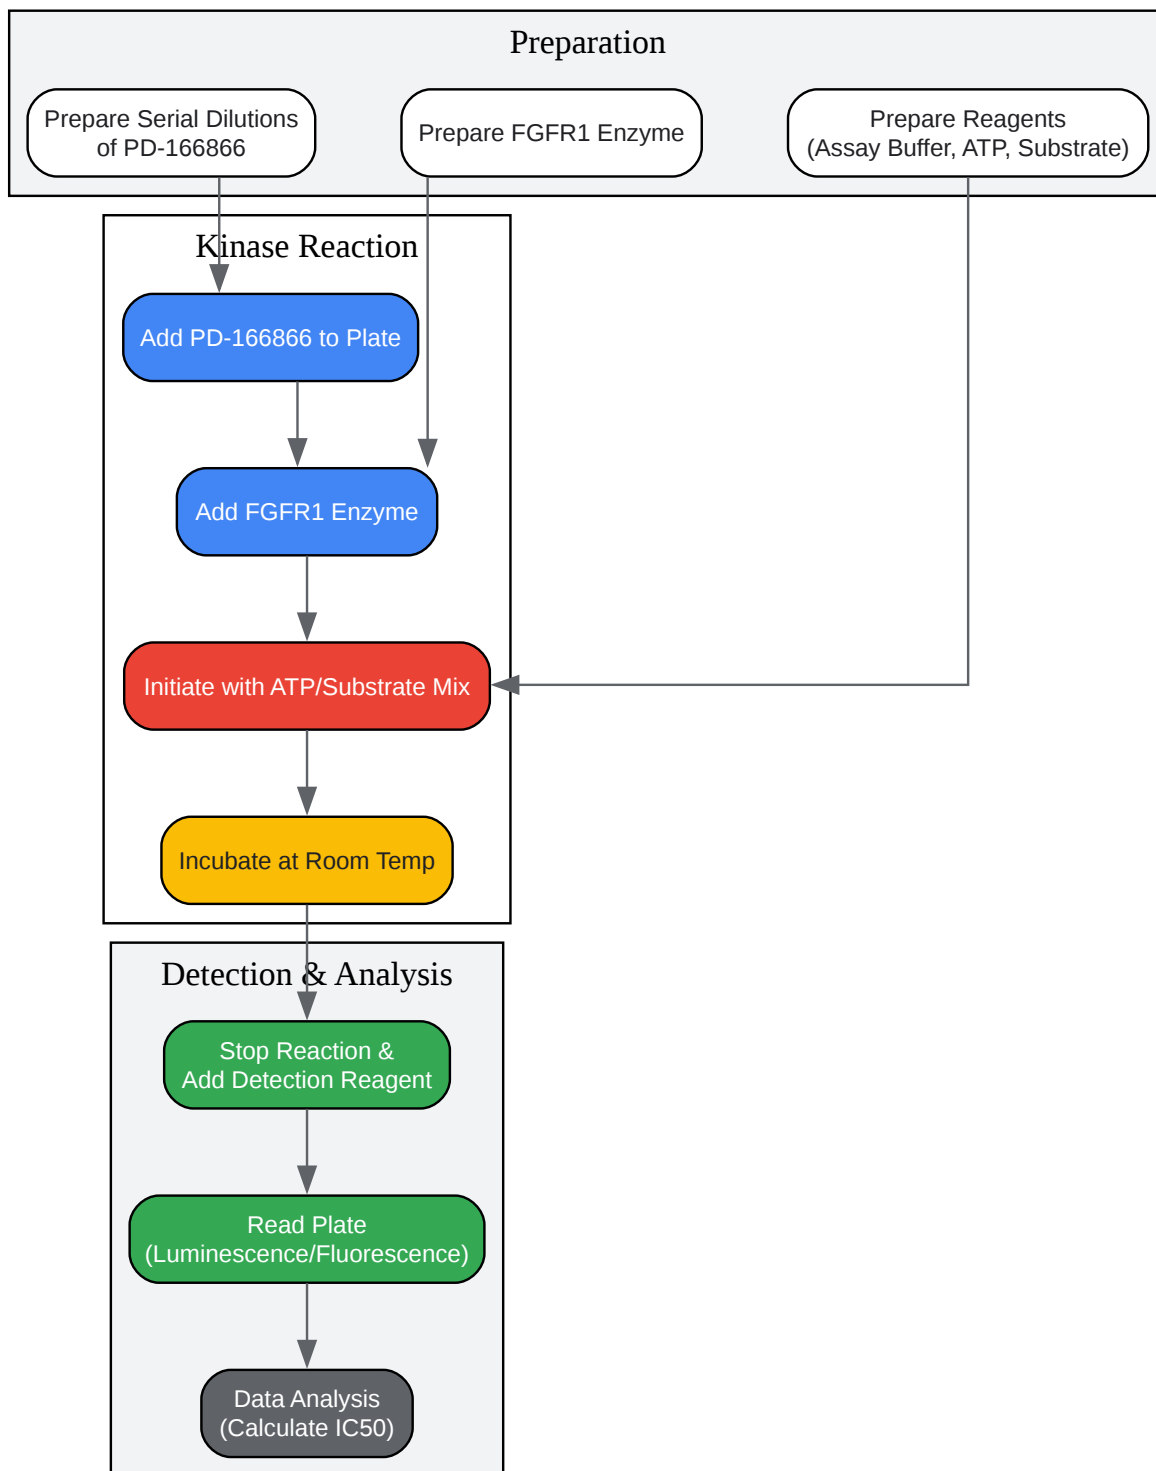 Preparation
Prepare Serial Dilutions
of PD-166866
Prepare FGFR1 Enzyme
Prepare Reagents
(Assay Buffer, ATP, Substrate)
Kinase Reaction
Add PD-166866 to Plate
Add FGFR1 Enzyme
Initiate with ATP/Substrate Mix
Incubate at Room Temp
Detection & Analysis
Stop Reaction &
Add Detection Reagent
Read Plate
(Luminescence/Fluorescence)
Data Analysis
(Calculate IC50)